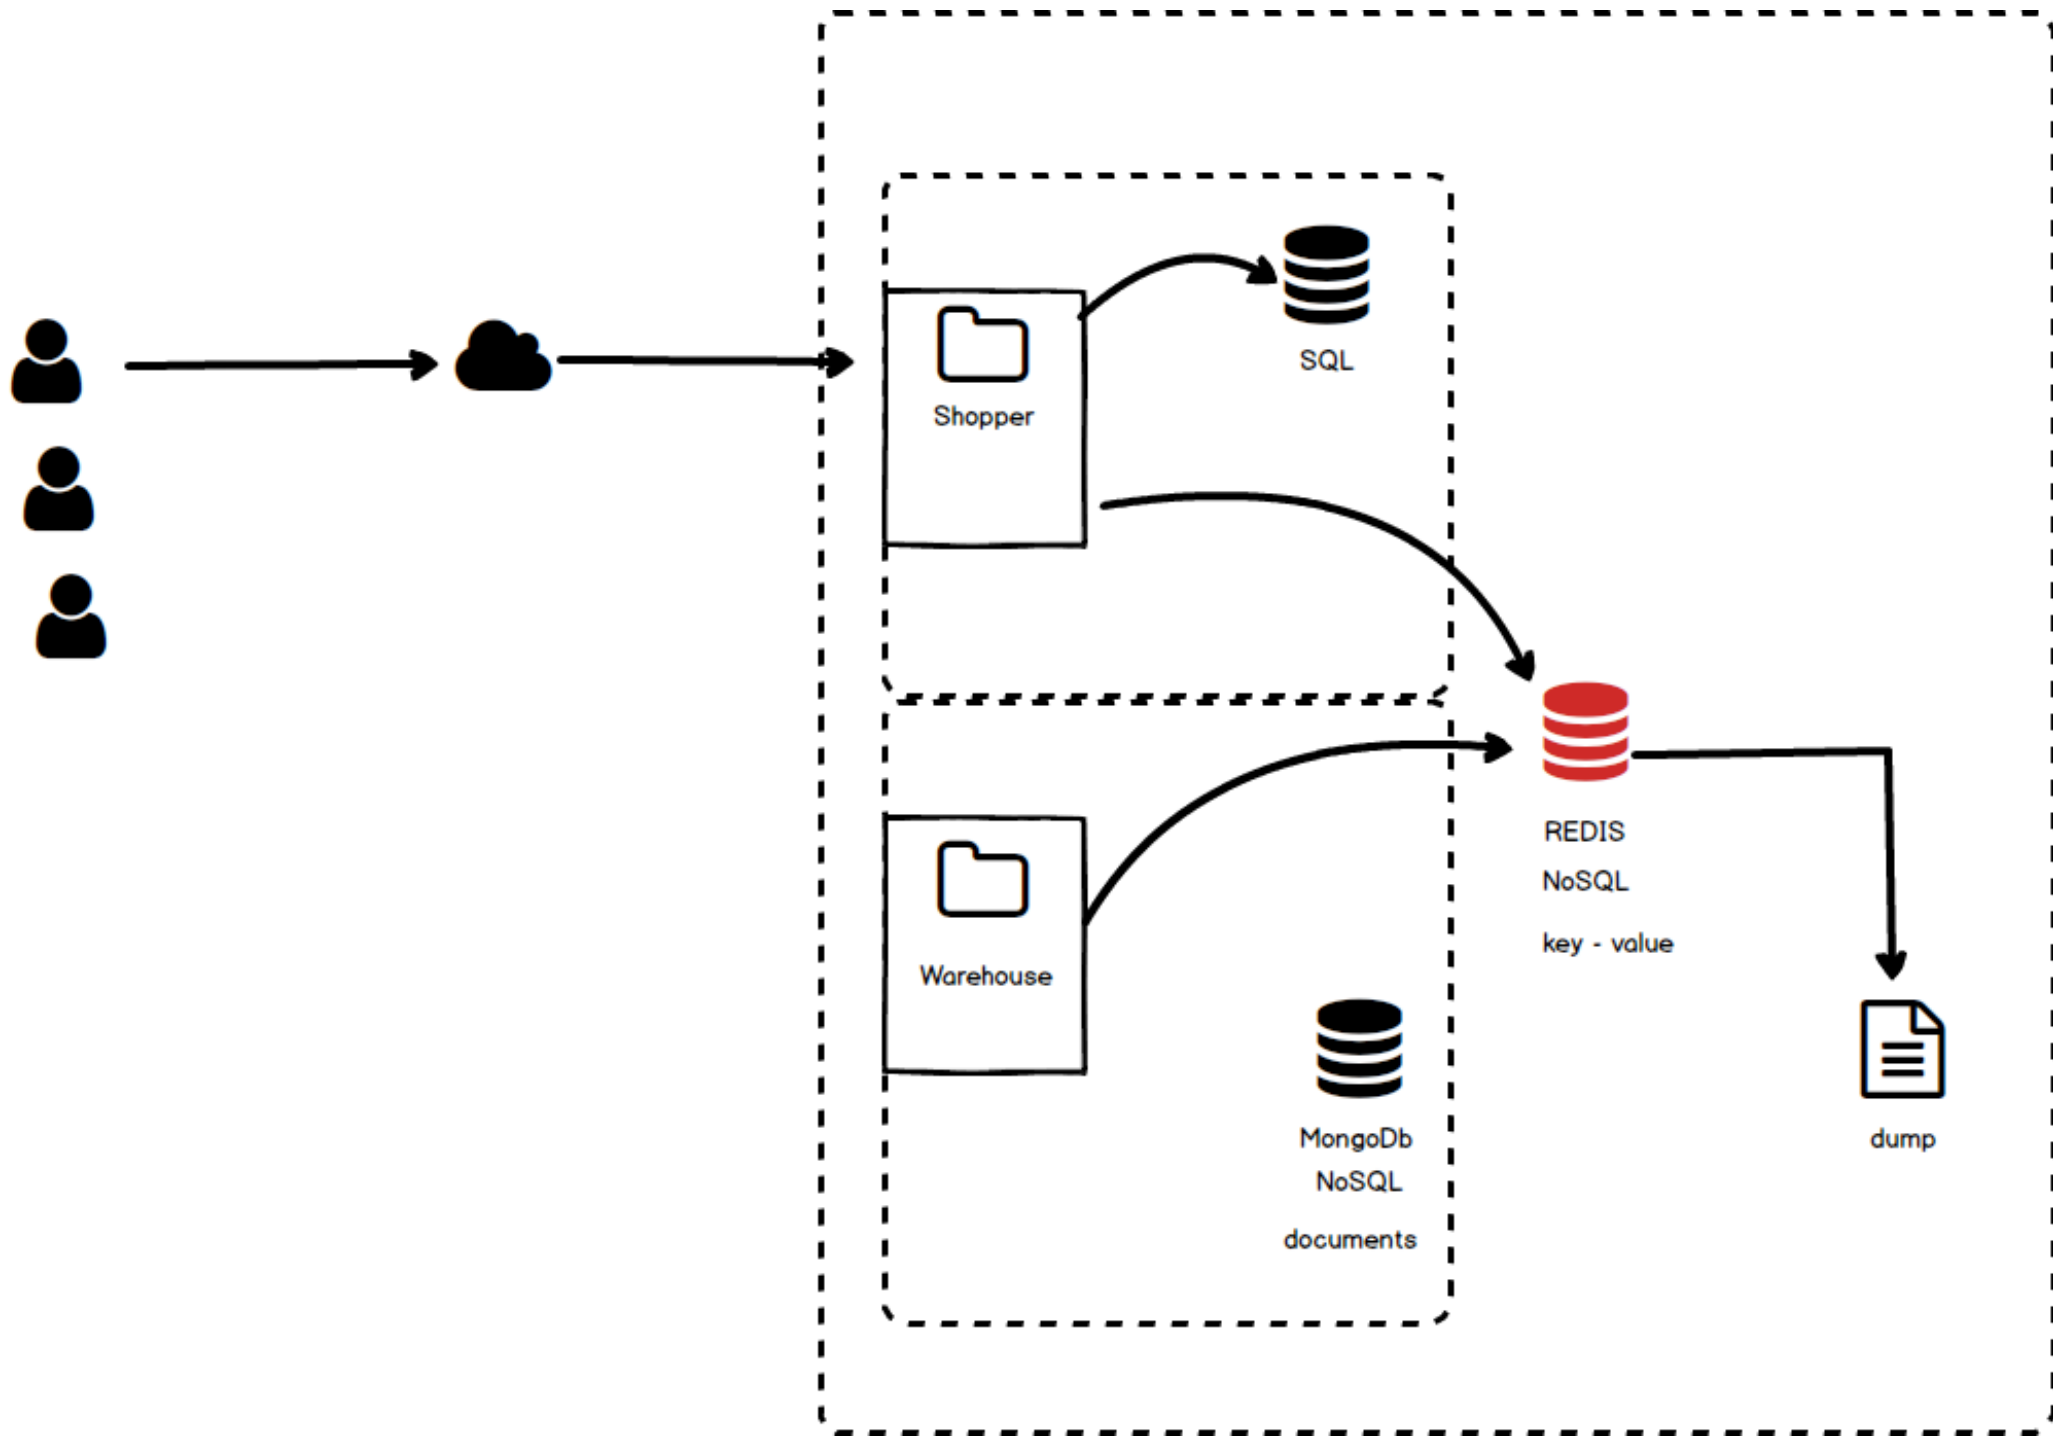 SQL
Shopper
REDIS
NoSQL
key - value
Warehouse
MongoDb
NoSQL
documents
dump